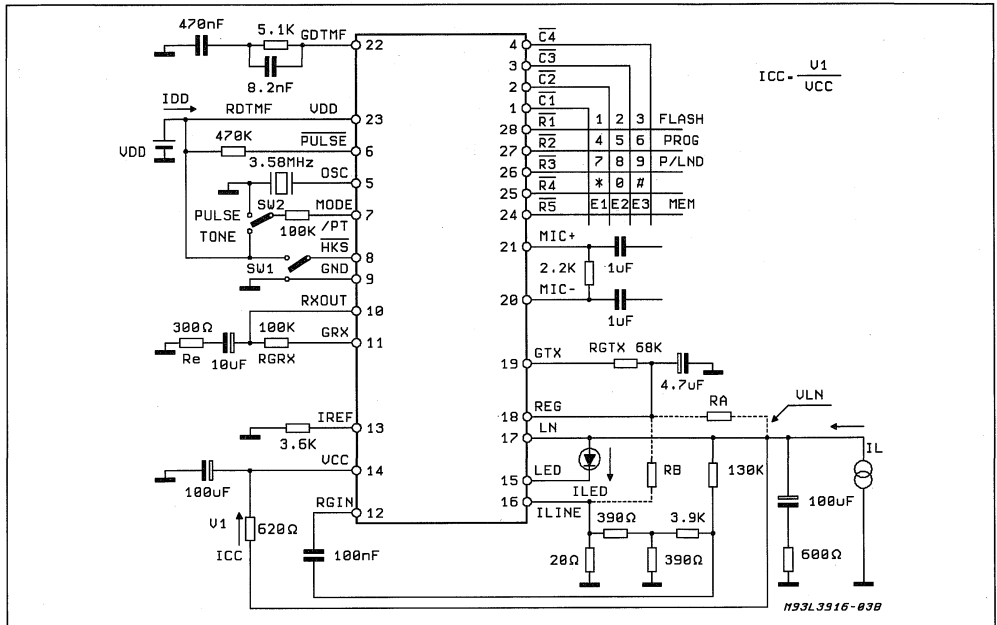 470nF
5.1K
GDTMF
22
8.2nF
IDD
RDTMF
VDD
23
VDD
470K
PULSE
6
3.58MHz
OSC
5
SW2
PULSE
TONE
MODE
7
100K
/PT
HKS
8
SW1
GND
9
RXOUT
10
300Ω
100K
GRX
11
Re
10uF
RGRX
IREF
13
3.6K
VCC
14
100uF
RGIN
12
V1
620Ω
ICC
100nF
4 C4
3 C3
2 C2
1 C1
28 R1 1 2 3 FLASH
27 R2 4 5 6 PROG
26 R3 7 8 9 P/LND
25 R4 * 0 #
24 R5 E1 E2 E3 MEM
ICC = V1
VCC
21 MIC+
2.2K
1uF
20 MIC-
1uF
19 GTX
RGTX 68K
4.7uF
18 REG
RA
VLN
17 LN
IL
15 LED
ILED
RB
130K
16 ILINE
100uF
390Ω
3.9K
20Ω
390Ω
600Ω
M93L3916-03B